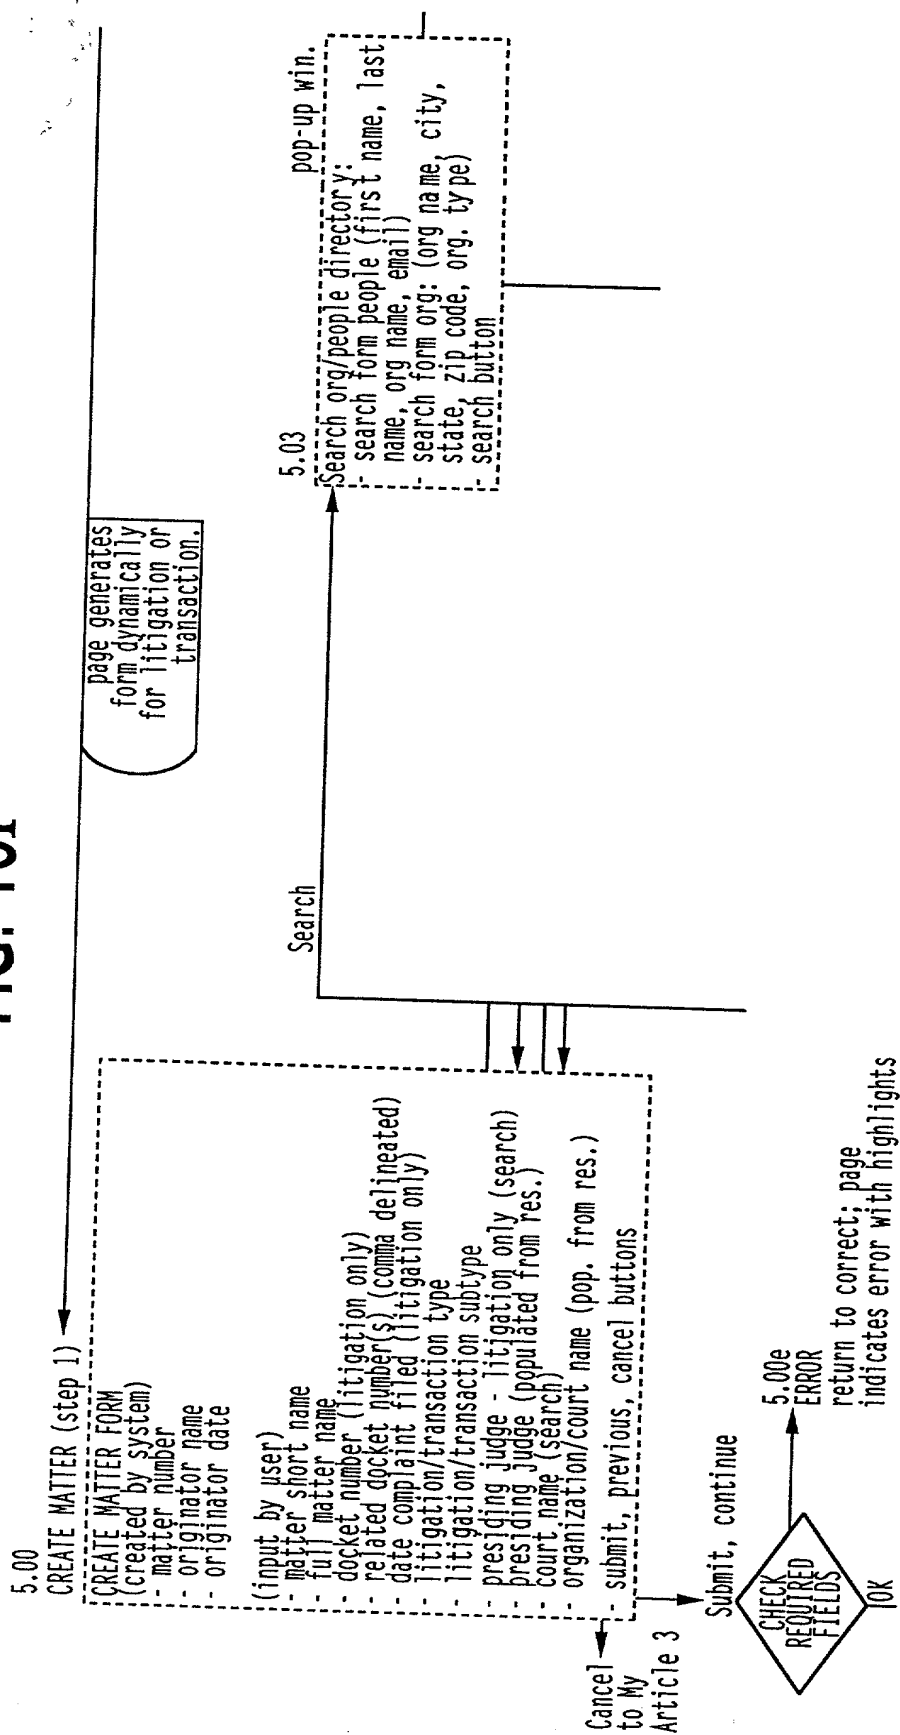 5.00
CREATE MATTER (step 1)
CREATE MATTER FORM
(created by system)
- matter number
- originator name
- originator date
(input by user)
- matter short name
- full matter name
- docket number (litigation only)
- related docket number(s) (comma delineated)
- date complaint filed (litigation only)
- litigation/transaction type
- litigation/transaction subtype
- presiding judge - litigation only (search)
- presiding judge (populated from res.)
- court name (search)
- organization/court name (pop. from res.)
- submit, previous, cancel buttons
page generates
form dynamically
for litigation or
transaction.
Search
5.03
pop-up win.
Search org/people directory:
- search form people (first name, last
name, org name, email)
- search form org: (org name, city,
state, zip code, org. type)
- search button
Cancel
to My
Article 3
Submit, continue
CHECK
REQUIRED
FIELDS
OK
5.00e
ERROR
return to correct; page
indicates error with highlights